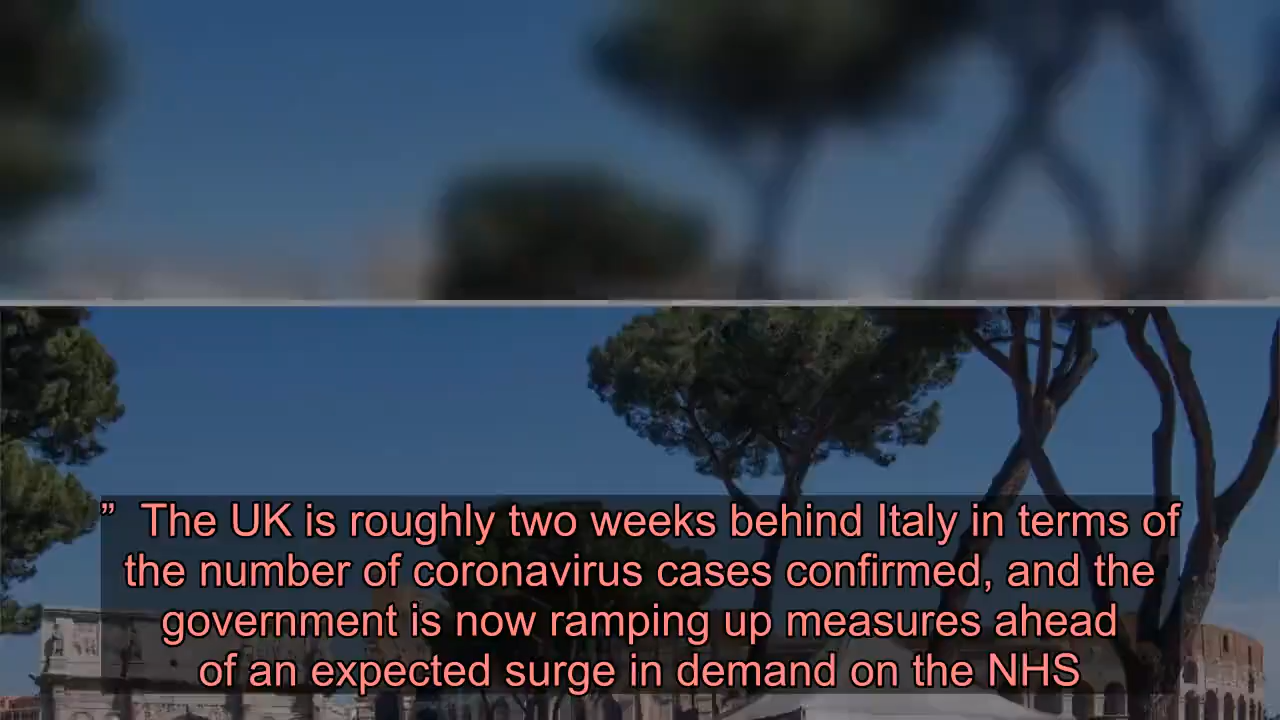 ” The UK is roughly two weeks behind Italy in terms of
the number of coronavirus cases confirmed, and the
government is now ramping up measures ahead
of an expected surge in demand on the NHS